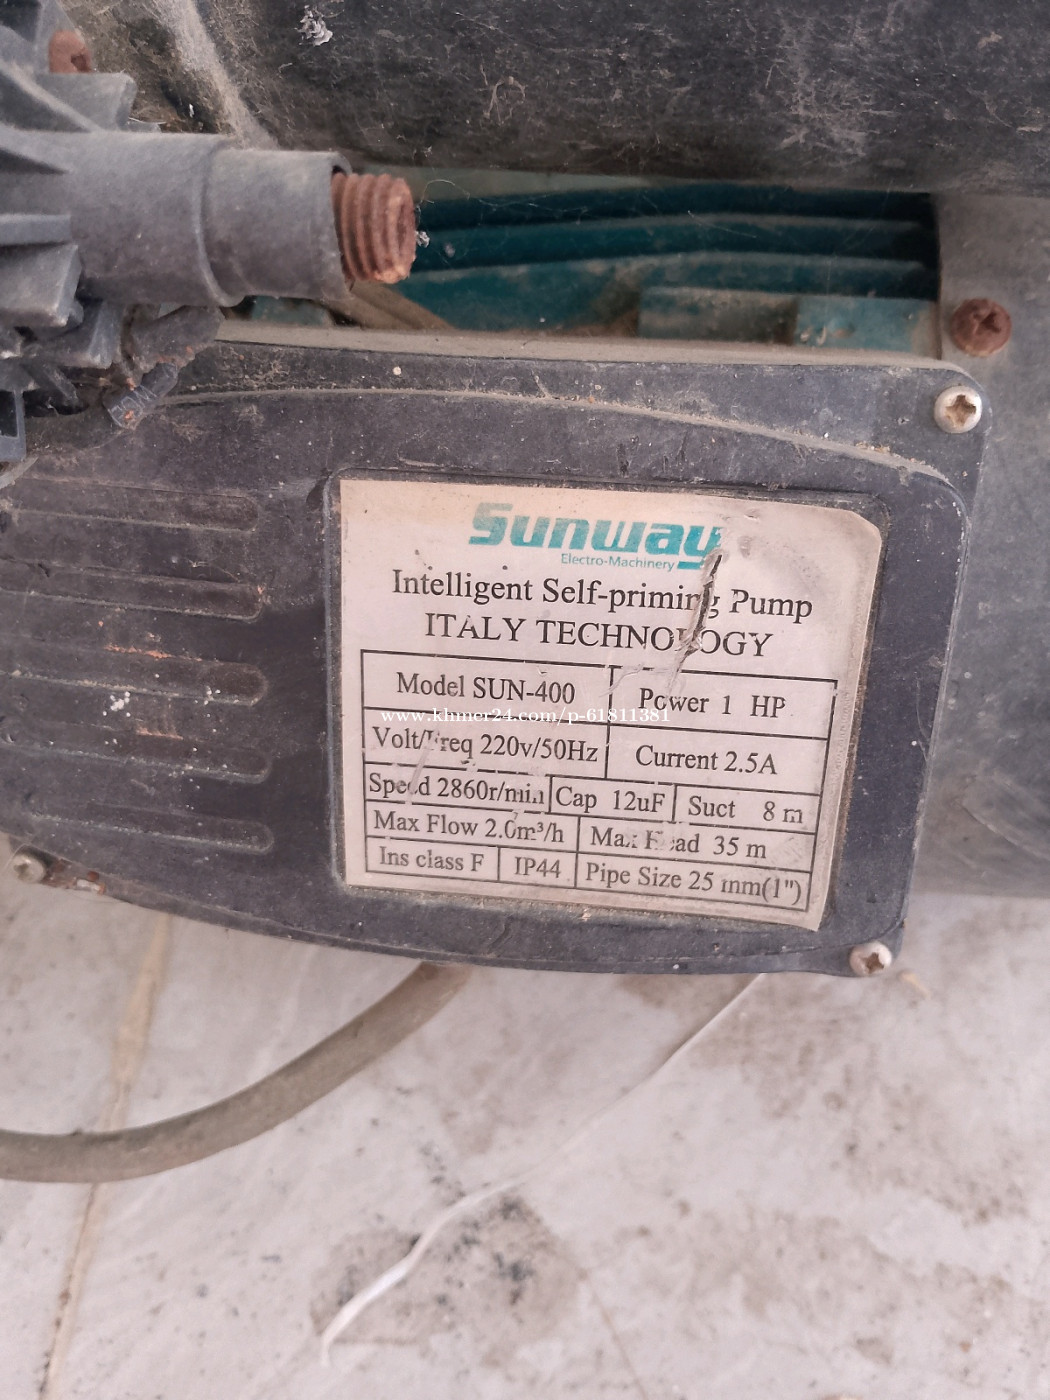 Sunway
Electro-Machinery
Intelligent Self-priming Pump
ITALY TECHNOLOGY
Model SUN-400 Power 1 HP
www.khmer24.com/p-61811381
Volt/Freq 220v/50Hz Current 2.5A
Speed 2860r/min Cap 12uF Suct 8 m
Max Flow 2.0m³/h Max Head 35 m
Ins class F IP44 Pipe Size 25 mm(1")